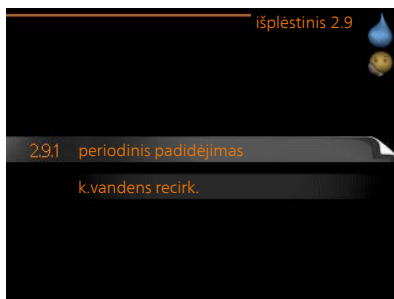 išplėstinis 2.9
2.9.1 periodinis padidėjimas
k.vandens recirk.